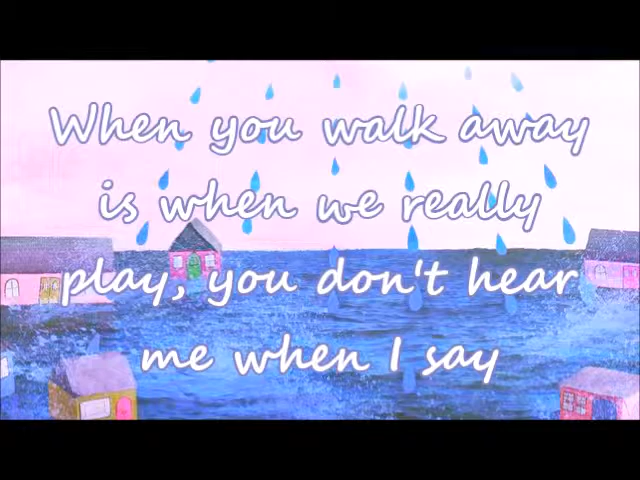 When you walk away
is when we really
play, you don't hear
me when I say